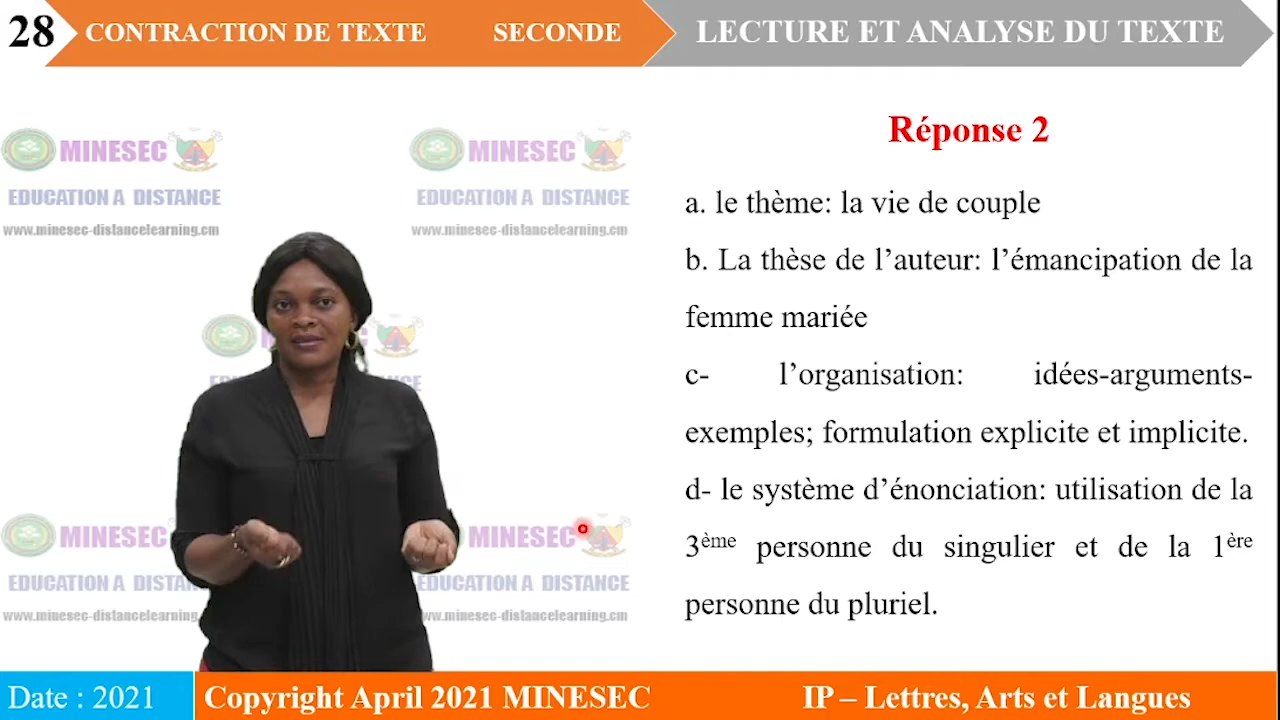 28 CONTRACTION DE TEXTE SECONDE LECTURE ET ANALYSE DU TEXTE
Réponse 2
a. le thème: la vie de couple
b. La thèse de l’auteur: l’émancipation de la
femme mariée
c- l’organisation: idées-arguments-
exemples; formulation explicite et implicite.
d- le système d’énonciation: utilisation de la
3ème personne du singulier et de la 1ère
personne du pluriel.
MINESEC
EDUCATION A DISTANCE
www.minesec-distancelearning.cm
MINESEC
EDUCATION A DISTANCE
www.minesec-distancelearning.cm
MINESEC
EDUCATION A
www.minesec-distancelearning.cm
MINESEC
EDUCATION A DISTANCE
www.minesec-distancelearning.cm
Date : 2021 Copyright April 2021 MINESEC IP – Lettres, Arts et Langues